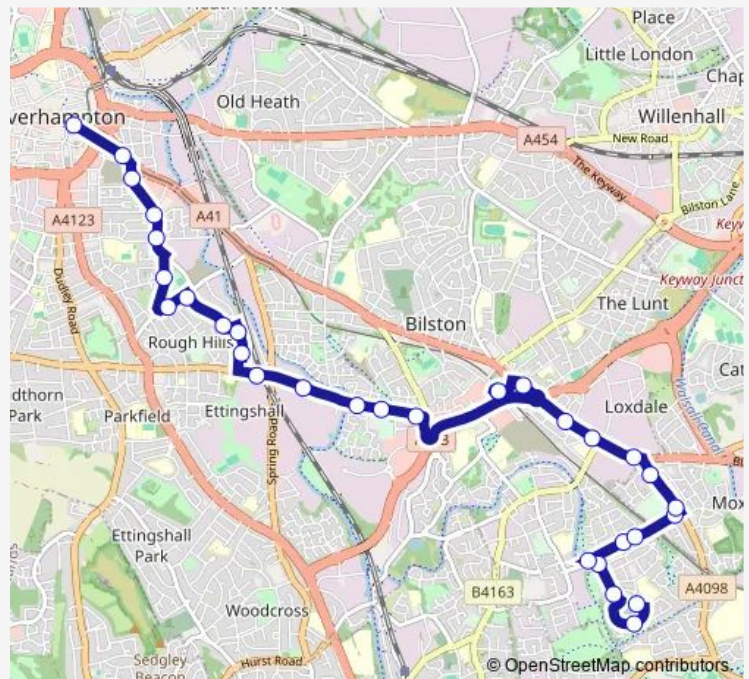 Place
Little London
Old Heath
verhampton
Willenhall
A454
New Road
The Keyway
Bilston Lane
A4123
A41
Keyway Junct
Dudley Road
The Lunt
Bilston
Rough Hills
Loxdale
Parkfield
Park
Ettingshall
Spring Road
Ettingshall
Park
B4163
A4098
Woodcross
Sedgley
Beacon
Hurst Road
© OpenStreetMap contributors.